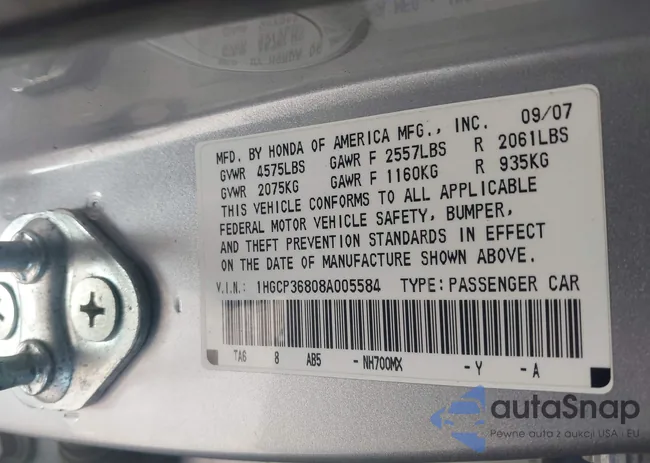 MFD. BY HONDA OF AMERICA MFG., INC. 09/07
GVWR 4575LBS GAWR F 2557LBS R 2061LBS
GVWR 2075KG GAWR F 1160KG R 935KG
THIS VEHICLE CONFORMS TO ALL APPLICABLE
FEDERAL MOTOR VEHICLE SAFETY, BUMPER,
AND THEFT PREVENTION STANDARDS IN EFFECT
ON THE DATE OF MANUFACTURE SHOWN ABOVE.
V.I.N.: 1HGCP36808A005584 TYPE: PASSENGER CAR
TA6 8 AB5 - NH700MX - Y - A
autaSnap
Pewne auta z aukcji USA - EU